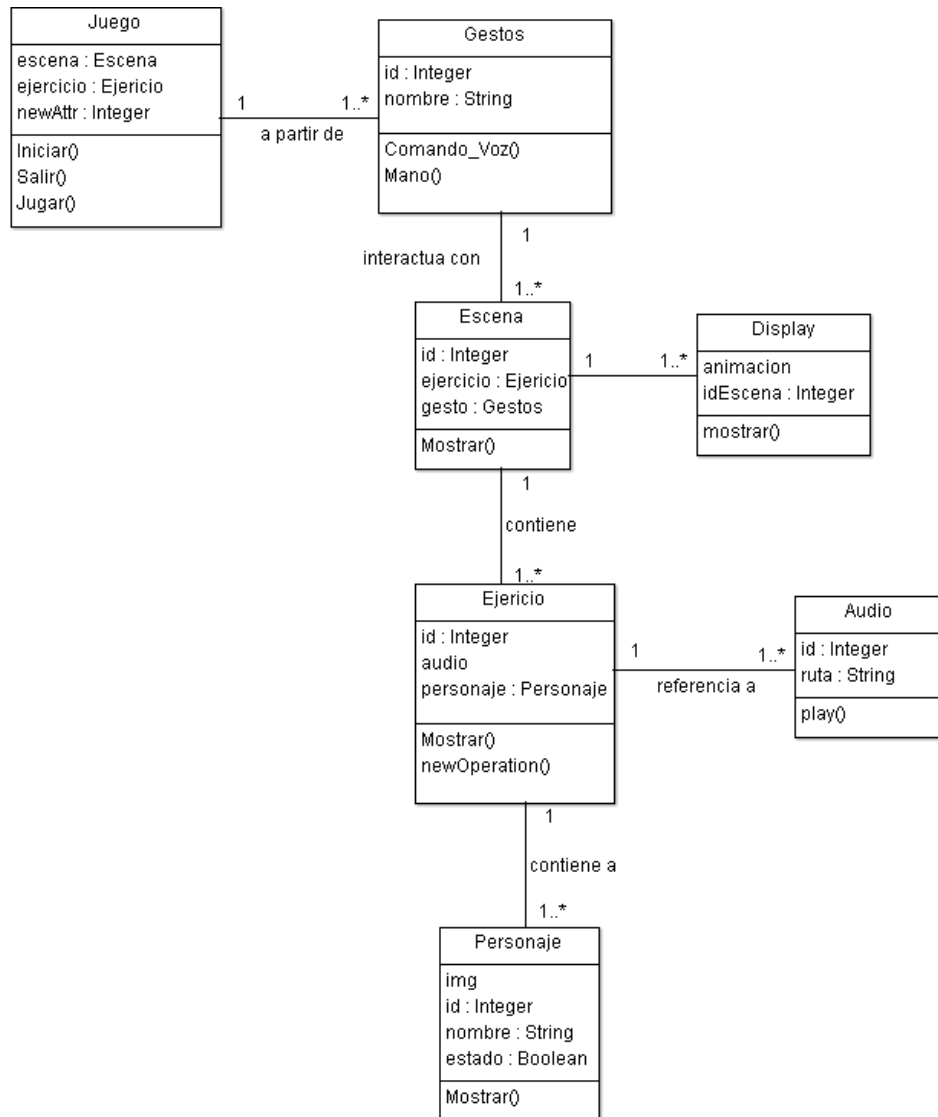 Juego
escena : Escena
ejercicio : Ejericio
newAttr : Integer
Iniciar()
Salir()
Jugar()
1
1..*
a partir de
Gestos
id : Integer
nombre : String
Comando_Voz()
Mano()
1
interactua con
1..*
Escena
id : Integer
ejercicio : Ejericio
gesto : Gestos
Mostrar()
1
1..*
Display
animacion
idEscena : Integer
mostrar()
1
contiene
1..*
Ejericio
id : Integer
audio
personaje : Personaje
Mostrar()
newOperation()
1
1..*
referencia a
Audio
id : Integer
ruta : String
play()
1
contiene a
1..*
Personaje
img
id : Integer
nombre : String
estado : Boolean
Mostrar()